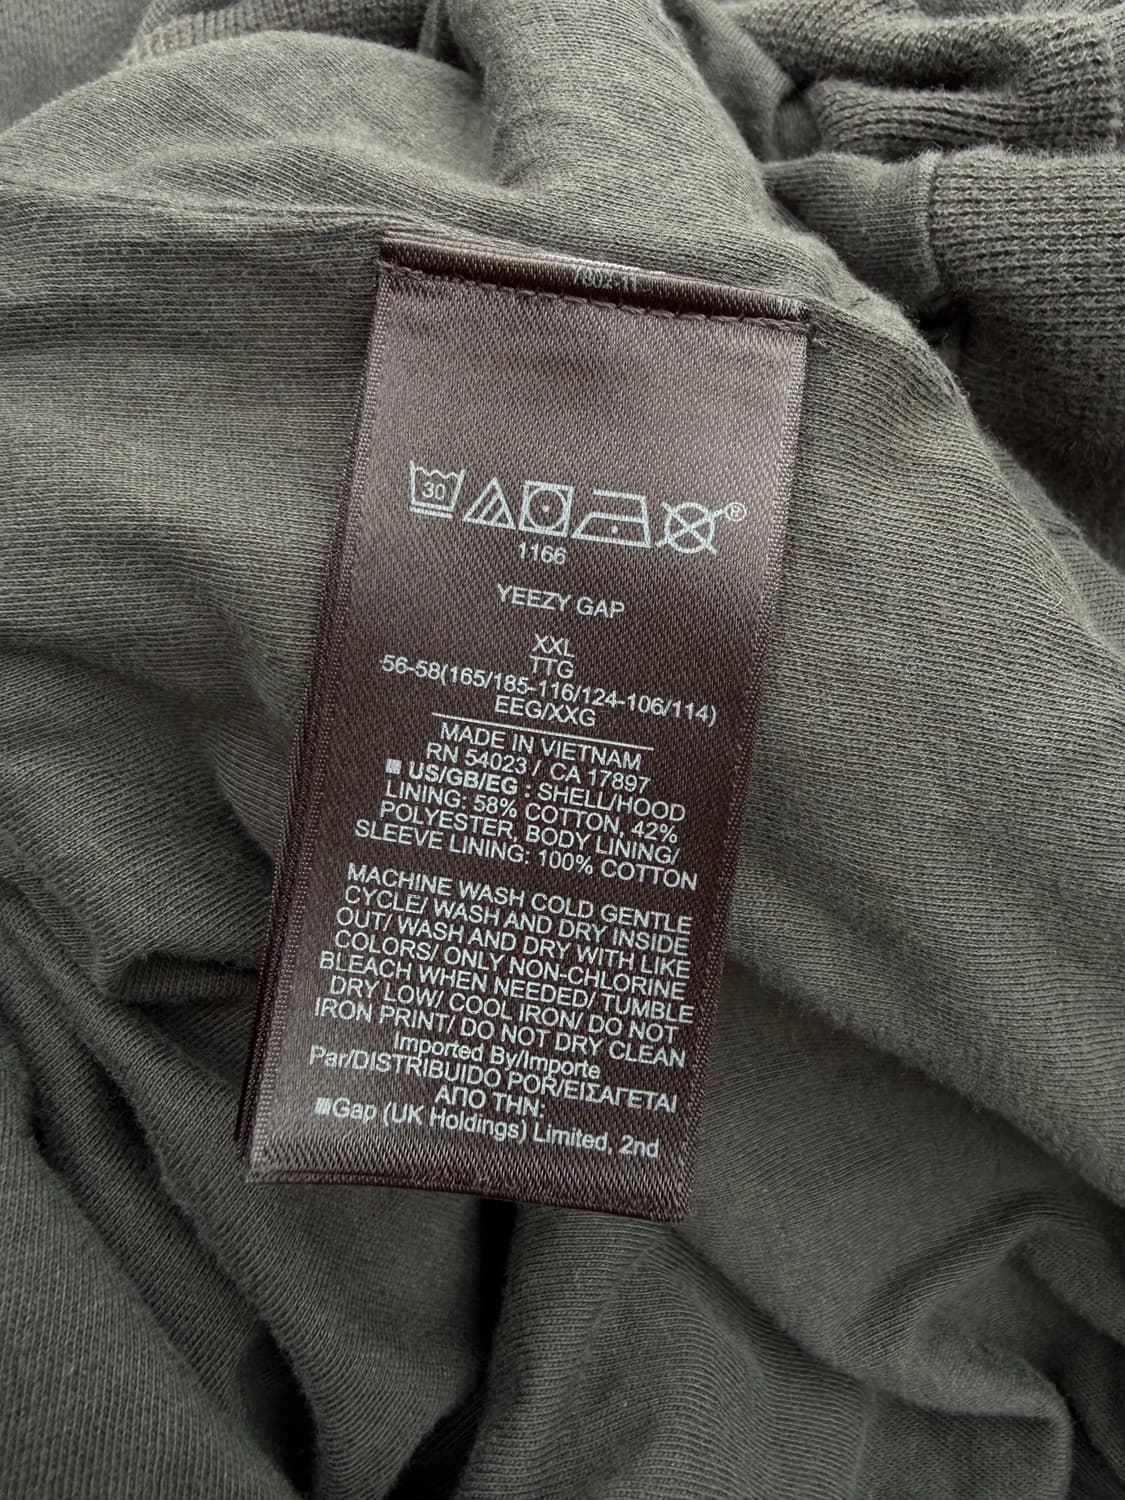 30
®
1166
YEEZY GAP
XXL
TTG
56-58(165/185-116/124-106/114)
EEG/XXG
MADE IN VIETNAM
RN 54023 / CA 17897
US/GB/EG : SHELL/HOOD
LINING: 58% COTTON, 42%
POLYESTER, BODY LINING/
SLEEVE LINING: 100% COTTON
MACHINE WASH COLD GENTLE
CYCLE/ WASH AND DRY INSIDE
OUT/ WASH AND DRY WITH LIKE
COLORS/ ONLY NON-CHLORINE
BLEACH WHEN NEEDED/ TUMBLE
DRY LOW/ COOL IRON/ DO NOT
IRON PRINT/ DO NOT DRY CLEAN
Imported By/Importe
Par/DISTRIBUIDO POR/ΕΙΣΑΓΕΤΑΙ
ΑΠΟ ΤΗΝ:
Gap (UK Holdings) Limited, 2nd